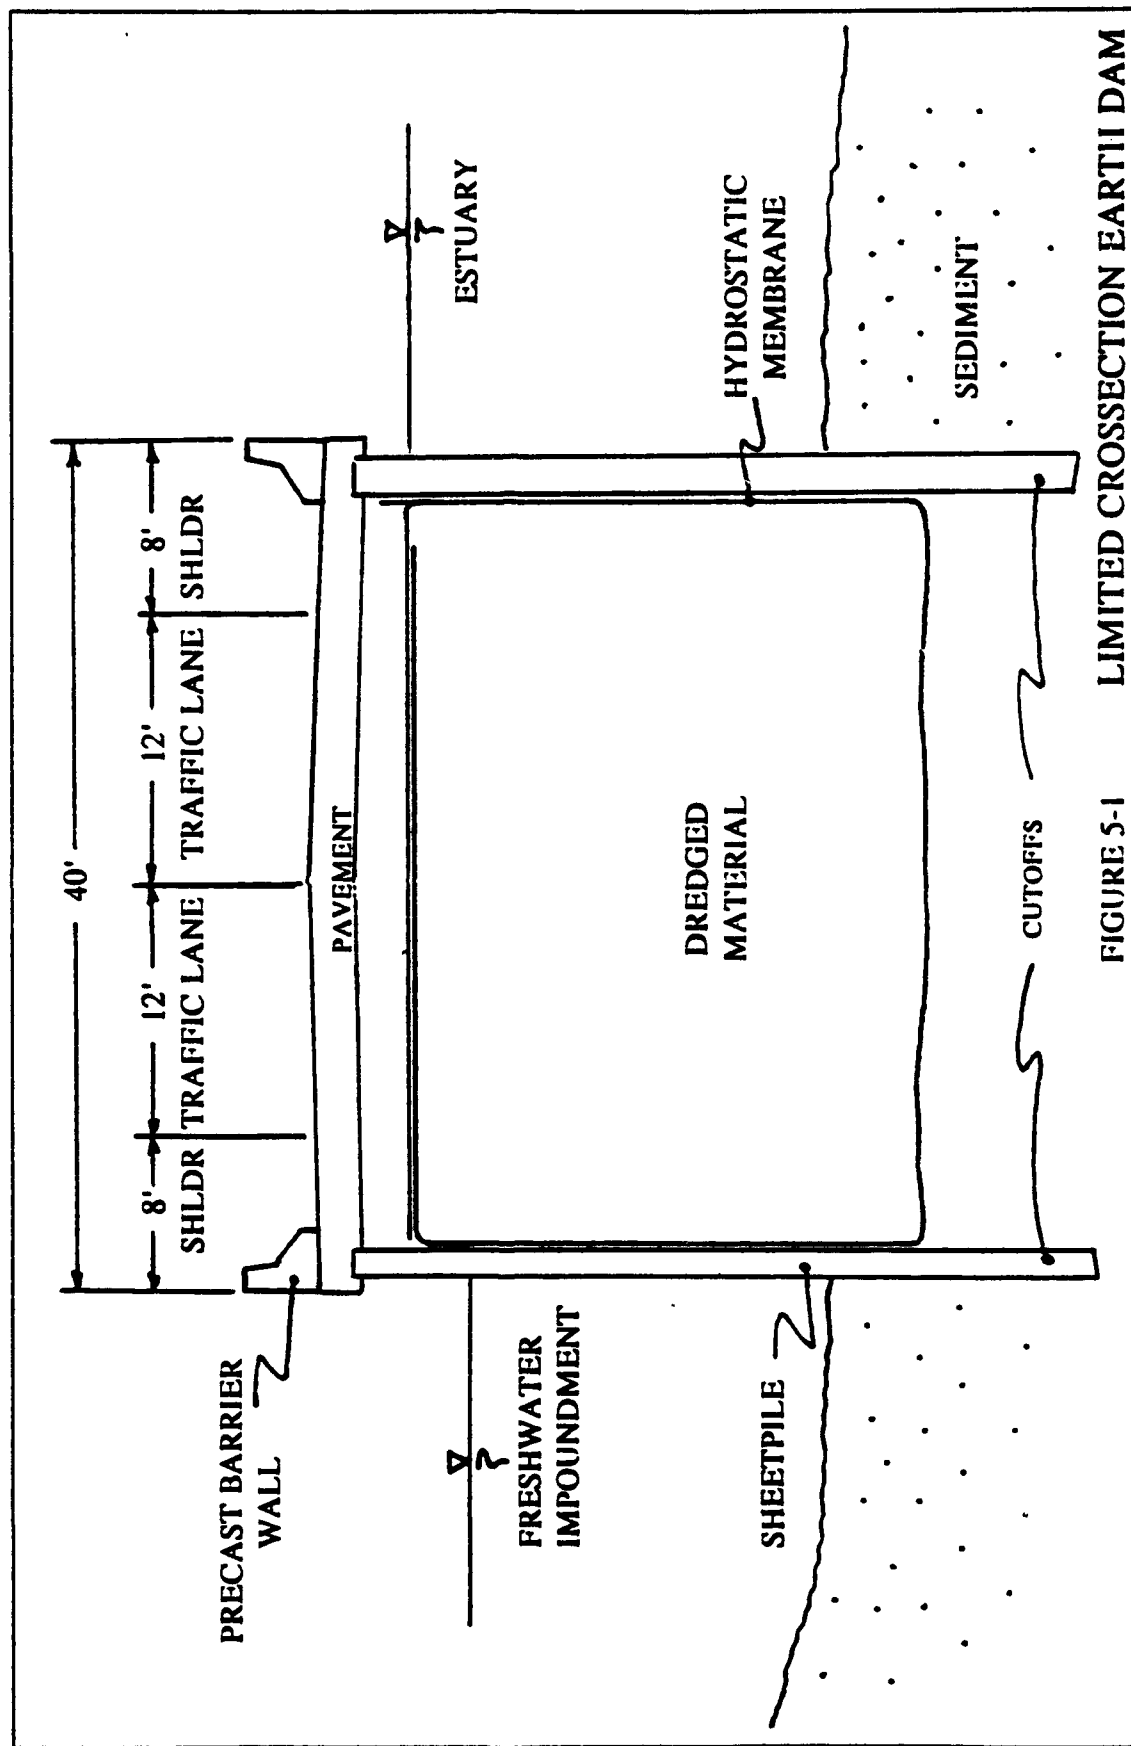 40'
8'
12'
12'
8'
SHLDR
TRAFFIC LANE
TRAFFIC LANE
SHLDR
PRECAST BARRIER
WALL
PAVEMENT
ESTUARY
FRESHWATER
IMPOUNDMENT
DREDGED
MATERIAL
HYDROSTATIC
MEMBRANE
SHEETPILE
SEDIMENT
CUTOFFS
FIGURE 5-1
LIMITED CROSSECTION EARTH DAM